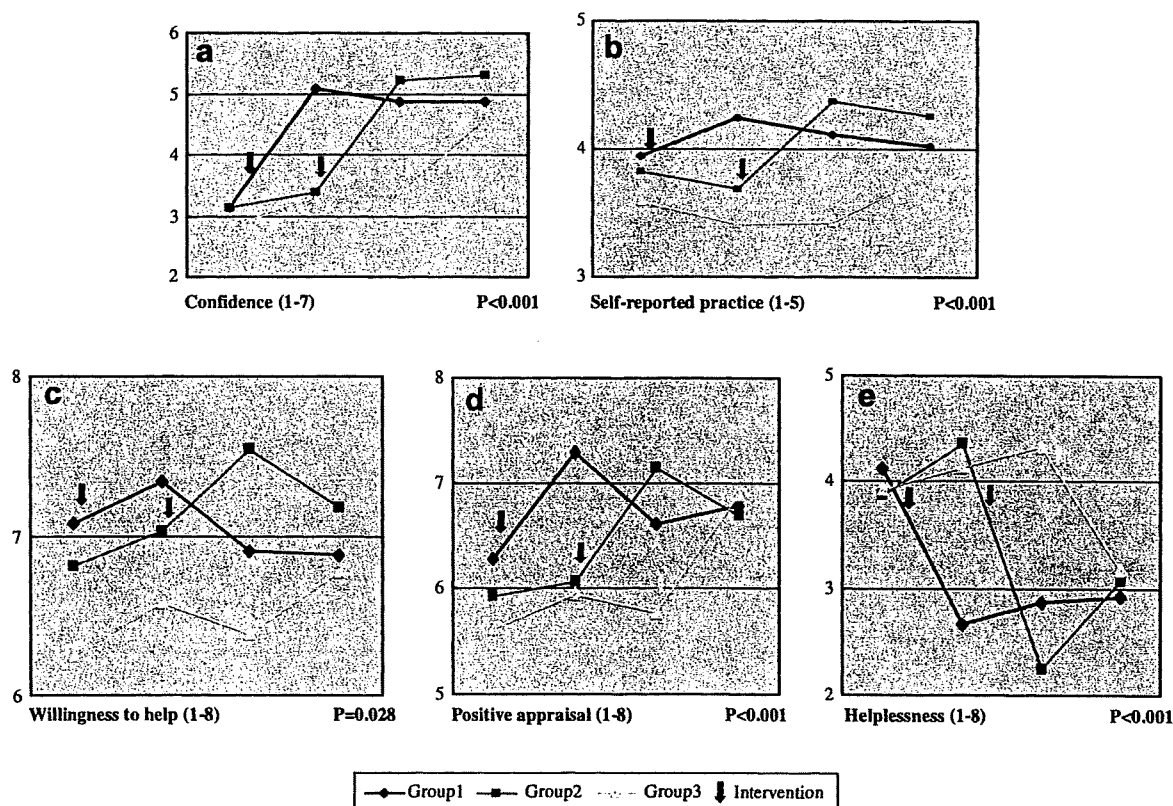 a
6
5
4
3
2
Confidence (1-7) P<0.001
b
5
4
3
Self-reported practice (1-5) P<0.001
c
8
7
6
Willingness to help (1-8) P=0.028
d
8
7
6
5
Positive appraisal (1-8) P<0.001
e
5
4
3
2
Helplessness (1-8) P<0.001
Group1 Group2 Group3 Intervention